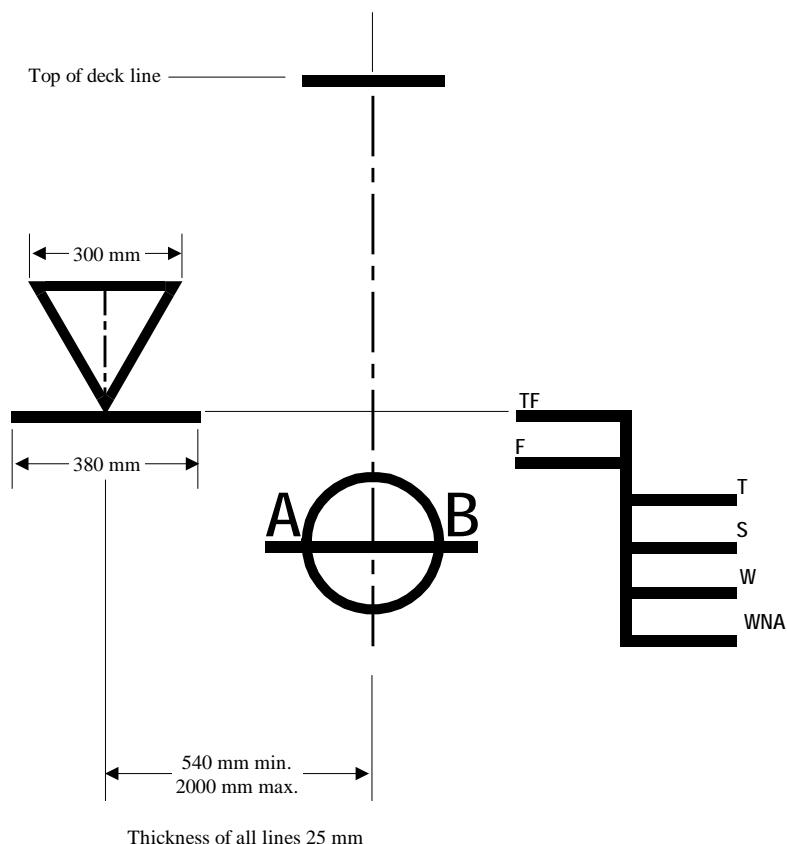 Top of deck line
300 mm
TF
F
380 mm
T
A B
S
W
WNA
540 mm min.
2000 mm max.
Thickness of all lines 25 mm